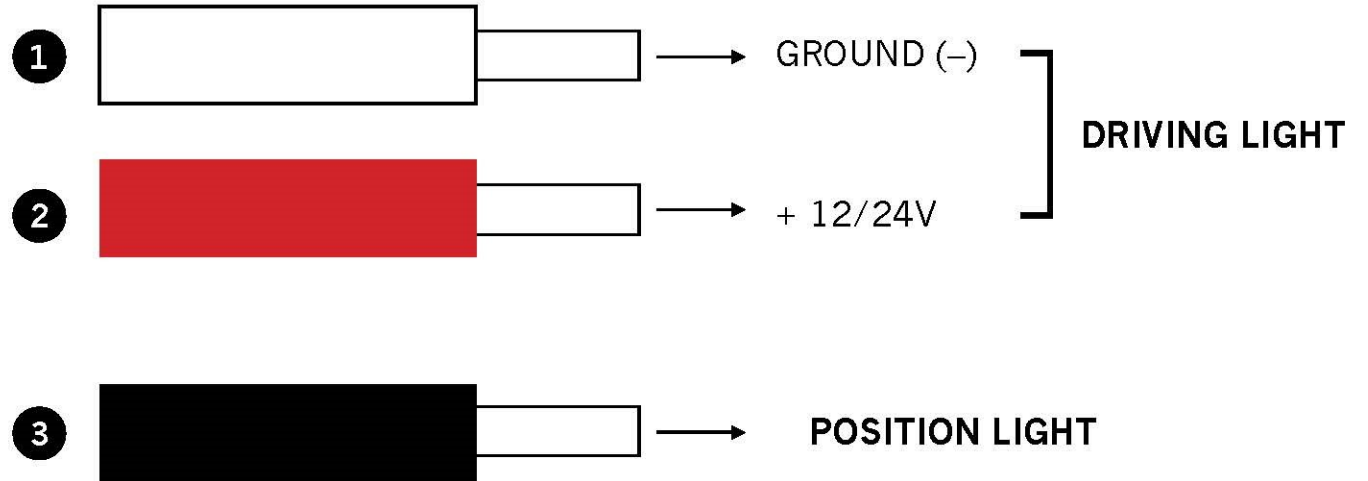 1 GROUND (–)
DRIVING LIGHT
2 + 12/24V
3 POSITION LIGHT